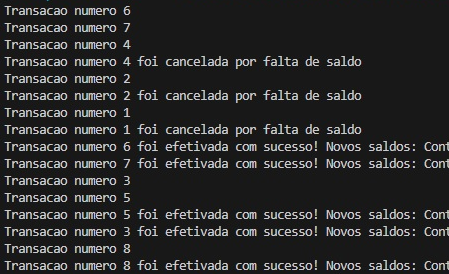 Transacao numero 6
Transacao numero 7
Transacao numero 4
Transacao numero 4 foi cancelada por falta de saldo
Transacao numero 2
Transacao numero 2 foi cancelada por falta de saldo
Transacao numero 1
Transacao numero 1 foi cancelada por falta de saldo
Transacao numero 6 foi efetivada com sucesso! Novos saldos: Cont
Transacao numero 7 foi efetivada com sucesso! Novos saldos: Cont
Transacao numero 3
Transacao numero 5
Transacao numero 5 foi efetivada com sucesso! Novos saldos: Cont
Transacao numero 3 foi efetivada com sucesso! Novos saldos: Cont
Transacao numero 8
Transacao numero 8 foi efetivada com sucesso! Novos saldos: Cont